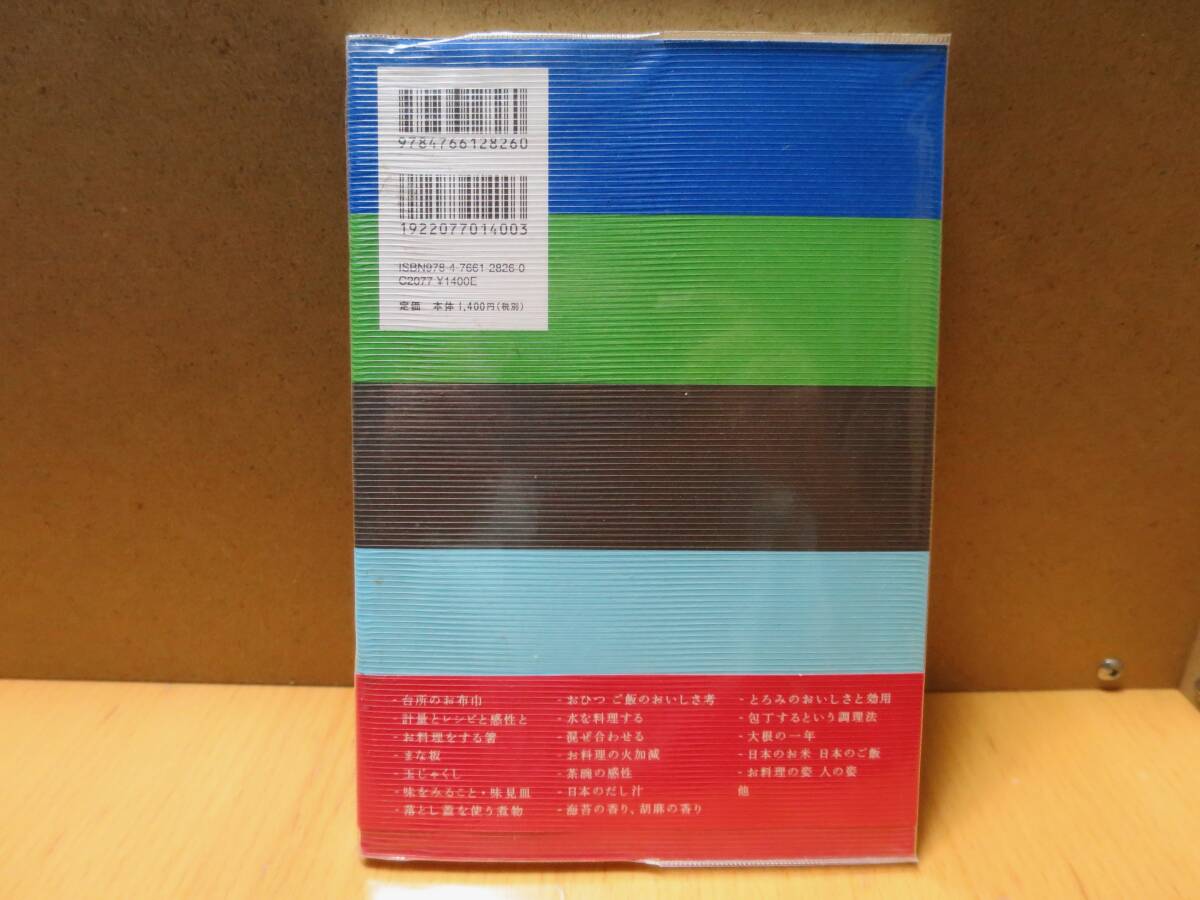 9784766128260
1922077014003
ISBN978-4-7661-2826-0
C2077 ¥1400E
定価 本体1,400円(税別)
- 台所のお布巾
- 計量とレシピと感性と
- お料理をする箸
- まな板
- 玉じゃくし
- 味をみること・味見皿
- 落とし蓋を使う煮物
- おひつ ご飯のおいしさ考
- 水を料理する
- 混ぜ合わせる
- お料理の火加減
- 茶碗の感性
- 日本のだし汁
- 海苔の香り、胡麻の香り
- とろみのおいしさと効用
- 包丁するという調理法
- 大根の一年
- 日本のお米 日本のご飯
- お料理の姿 人の姿
他